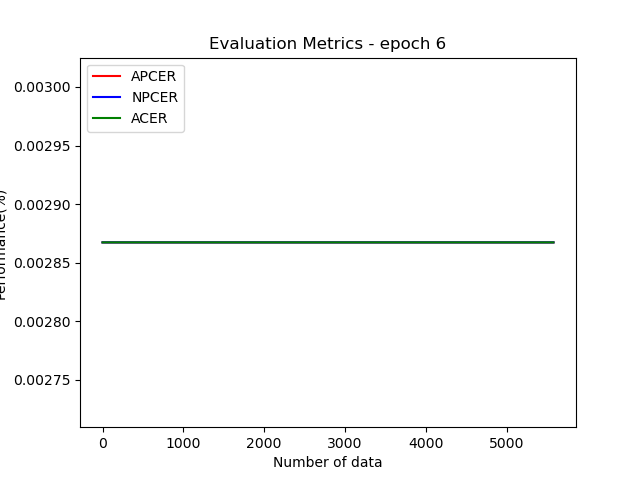 Evaluation Metrics - epoch 6
APCER
NPCER
ACER
0.00300
0.00295
0.00290
0.00285
0.00280
0.00275
Performance(%)
0 1000 2000 3000 4000 5000
Number of data